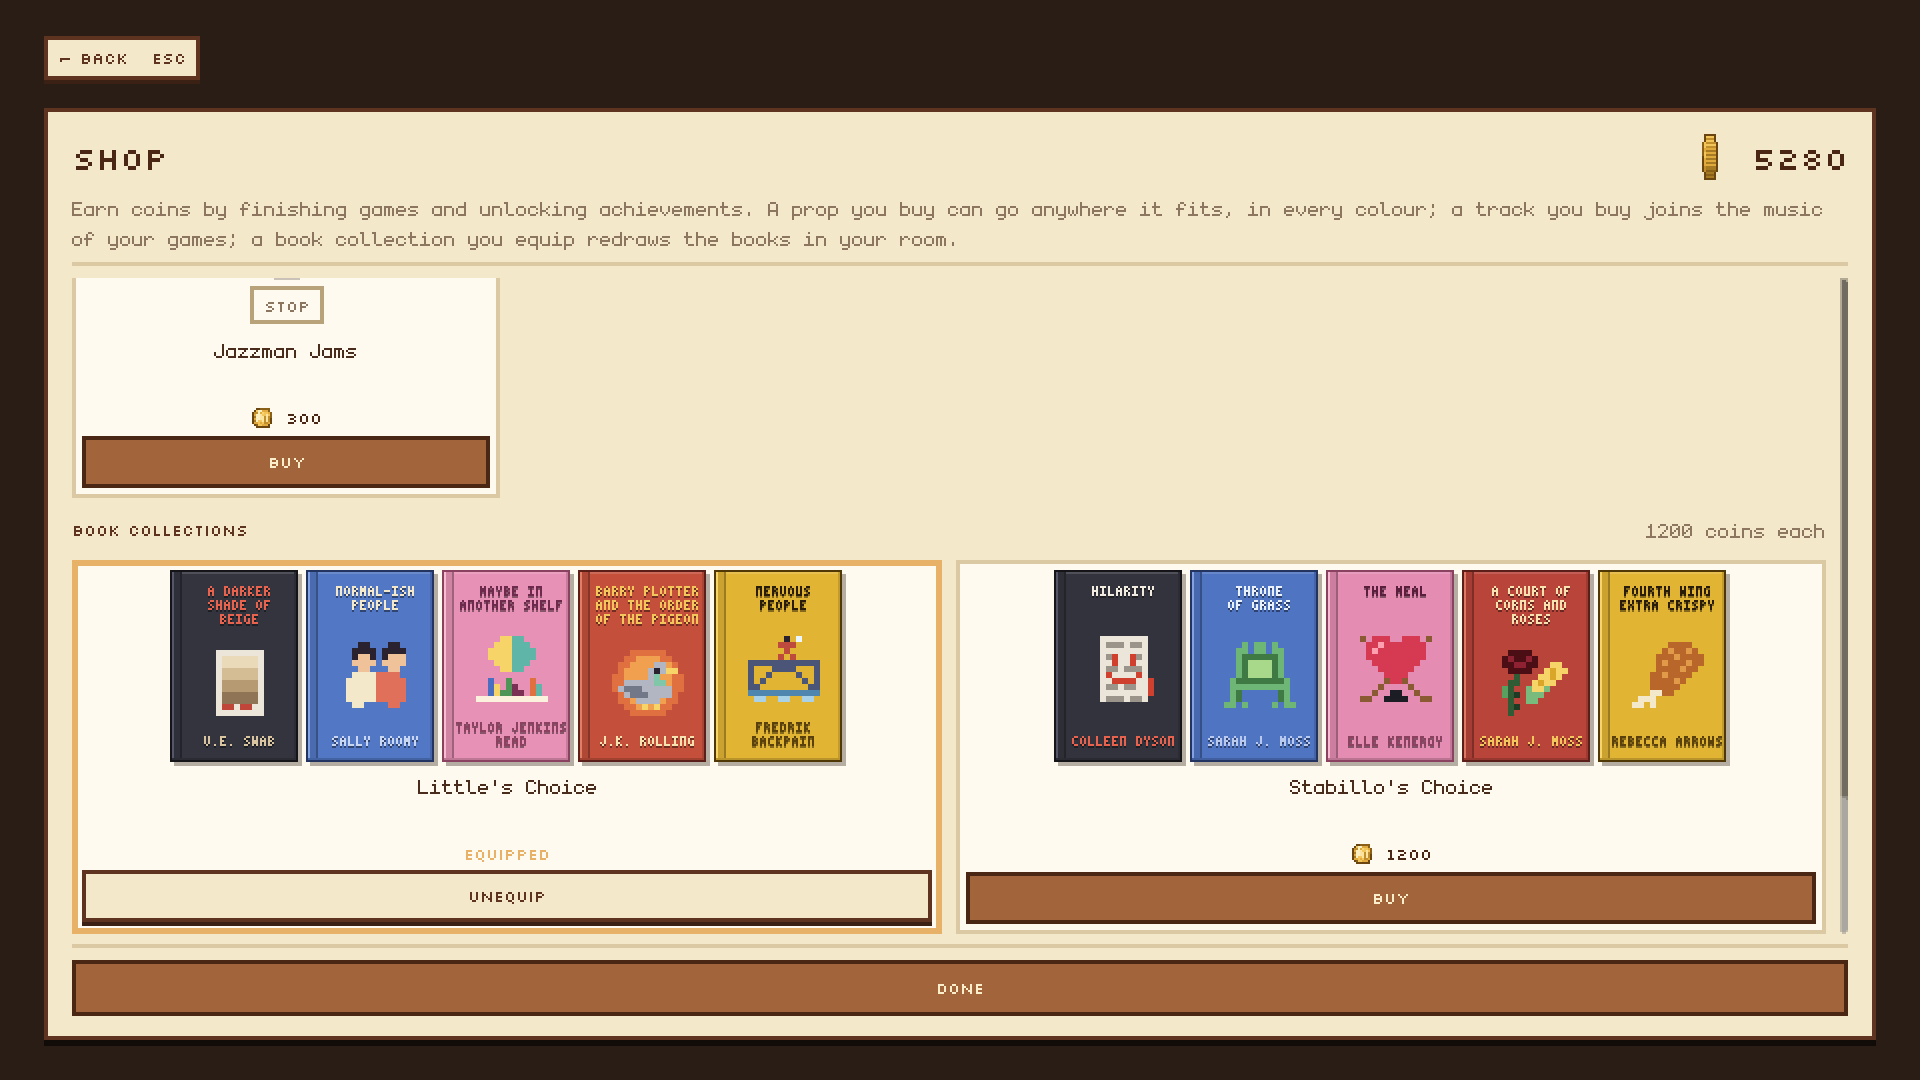 ← BACK ESC
SHOP
5280
Earn coins by finishing games and unlocking achievements. A prop you buy can go anywhere it fits, in every colour; a track you buy joins the music
of your games; a book collection you equip redraws the books in your room.
STOP
Jazzman Jams
300
BUY
BOOK COLLECTIONS
1200 coins each
A DARKER
SHADE OF
BEIGE
V.E. SWAB
NORMAL-ISH
PEOPLE
SALLY ROOMY
MAYBE IN
ANOTHER SHELF
TAYLOR JENKINS
READ
BARRY PLOTTER
AND THE ORDER
OF THE PIGEON
J.K. ROLLING
NERVOUS
PEOPLE
FREDRIK
BACKPAIN
Little's Choice
EQUIPPED
UNEQUIP
HILARITY
COLLEEN DYSON
THRONE
OF GRASS
SARAH J. MOSS
THE MEAL
ELLE KENERGY
A COURT OF
CORNS AND
ROSES
SARAH J. MOSS
FOURTH WING
EXTRA CRISPY
REBECCA ARROWS
Stabillo's Choice
1200
BUY
DONE